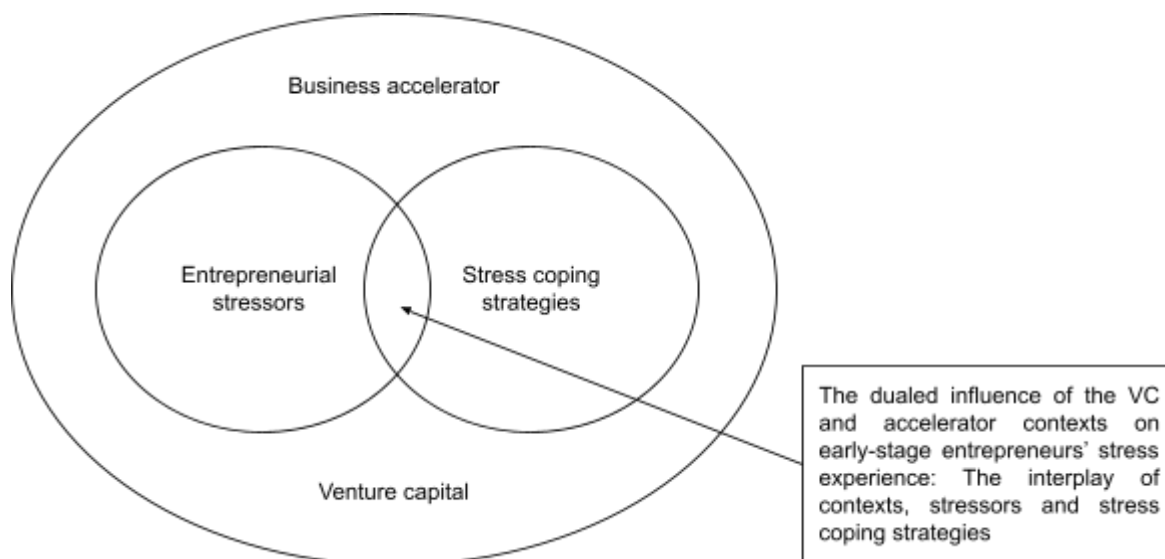 Business accelerator
Entrepreneurial
stressors
Stress coping
strategies
Venture capital
The dualed influence of the VC
and accelerator contexts on
early-stage entrepreneurs’ stress
experience: The interplay of
contexts, stressors and stress
coping strategies